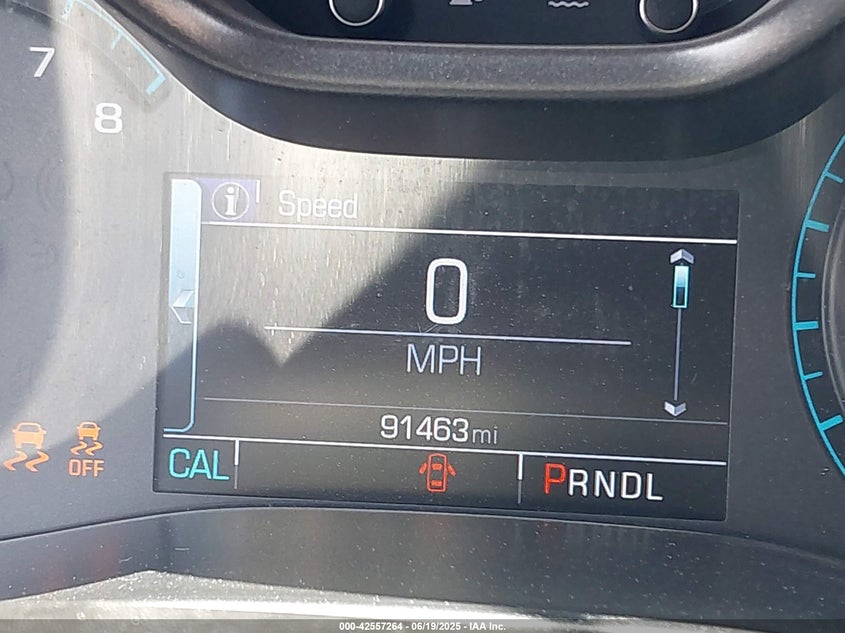 7
8
Speed
0
MPH
91463mi
OFF
CAL
PRNDL
000-42557264 - 06/19/2025 - IAA Inc.